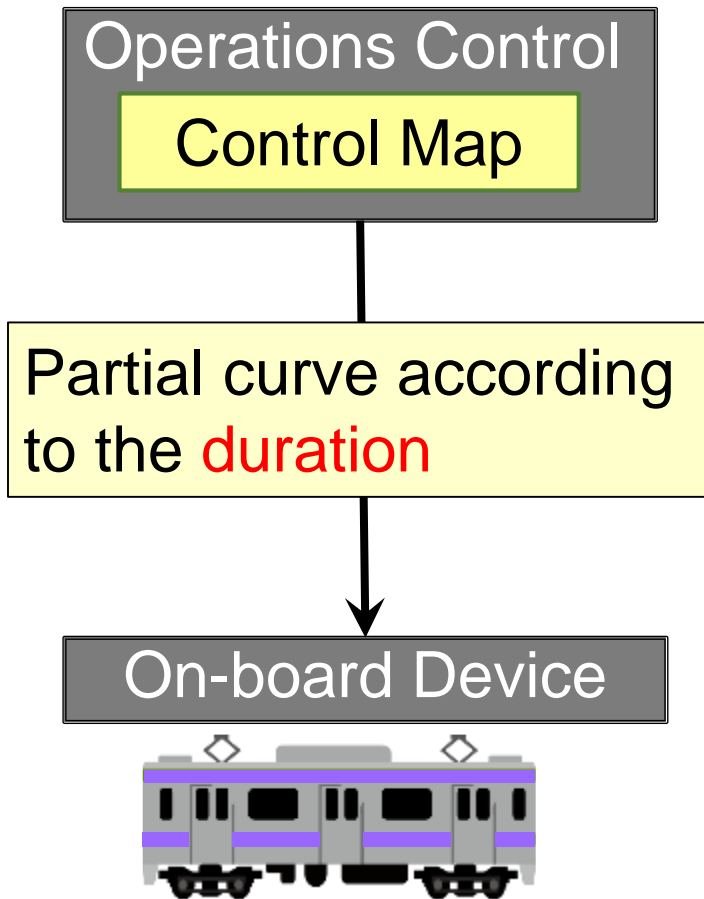 Operations Control
Control Map
Partial curve according
to the duration
On-board Device